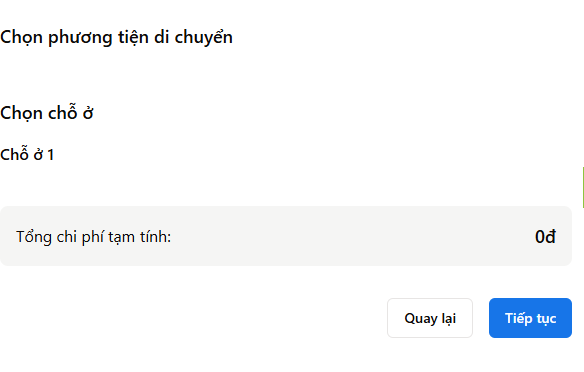 Chọn phương tiện di chuyển
Chọn chỗ ở
Chỗ ở 1
Tổng chi phí tạm tính: 0đ
Quay lại Tiếp tục